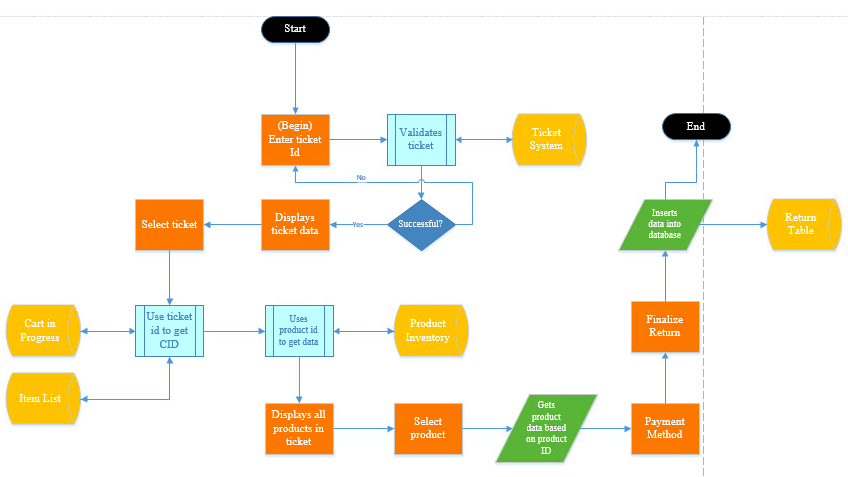 Start
(Begin)
Enter ticket
Id
Validates
ticket
Ticket
System
End
No
Select ticket
Displays
ticket data
Yes
Successful?
Inserts
data into
database
Return
Table
Cart in
Progress
Use ticket
id to get
CID
Uses
product id
to get data
Product
Inventory
Finalize
Return
Item List
Displays all
products in
ticket
Select
product
Gets
product
data based
on product
ID
Payment
Method